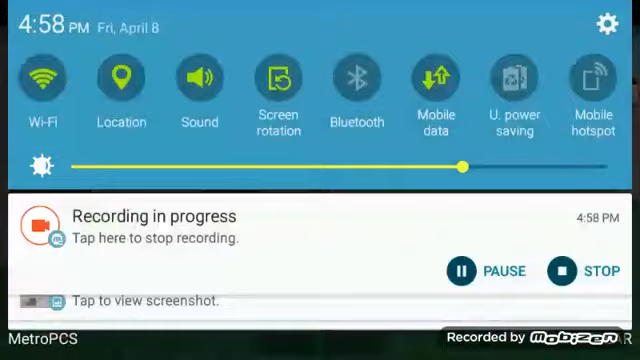 4:58 PM Fri, April 8
Wi-Fi Location Sound Screen rotation Bluetooth Mobile data U. power saving Mobile hotspot
Recording in progress 4:58 PM
Tap here to stop recording.
PAUSE STOP
Tap to view screenshot.
MetroPCS
Recorded by mobizen